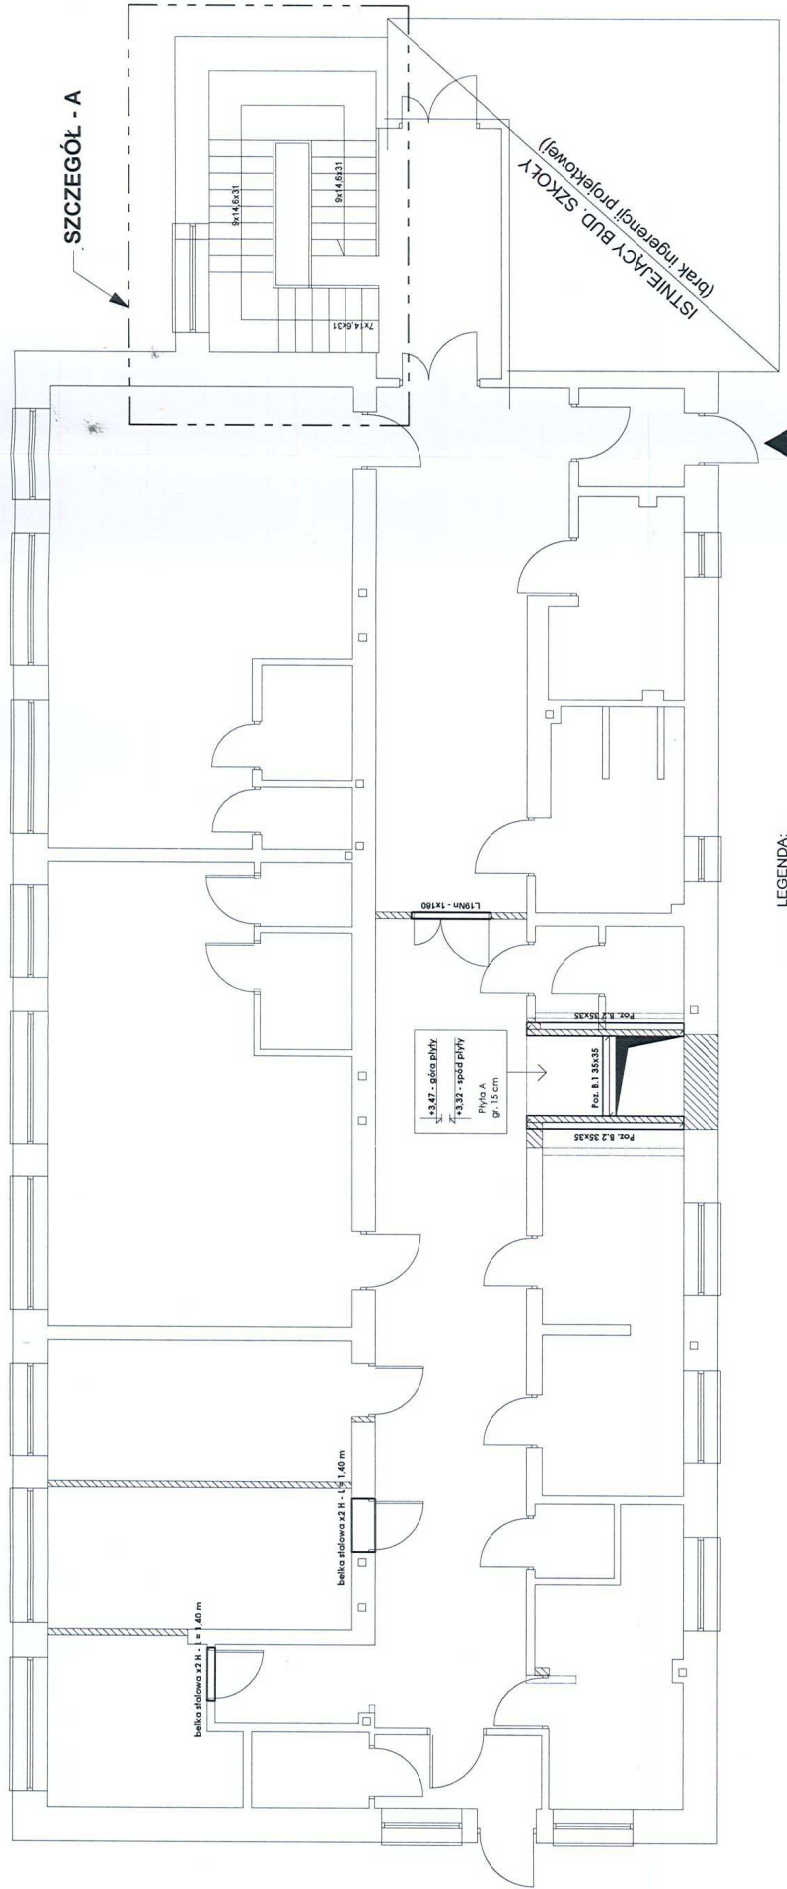 SZCZEGÓŁ - A
9x14,6x31
9x14,6x31
7x14,6x31
ISTNIEJĄCY BUD. SZKOŁY
(brak ingerencji projektowej)
L19Nn - 1x180
+3,47 - góra płyty
+3,32 - spód płyty
Płyta A
gr. 15 cm
Poz. B.2 35x35
Poz. B.1 35x35
Poz. B.2 35x35
belka stalowa x2 H - L = 1,40 m
belka stalowa x2 H - L = 1,40 m
LEGENDA: